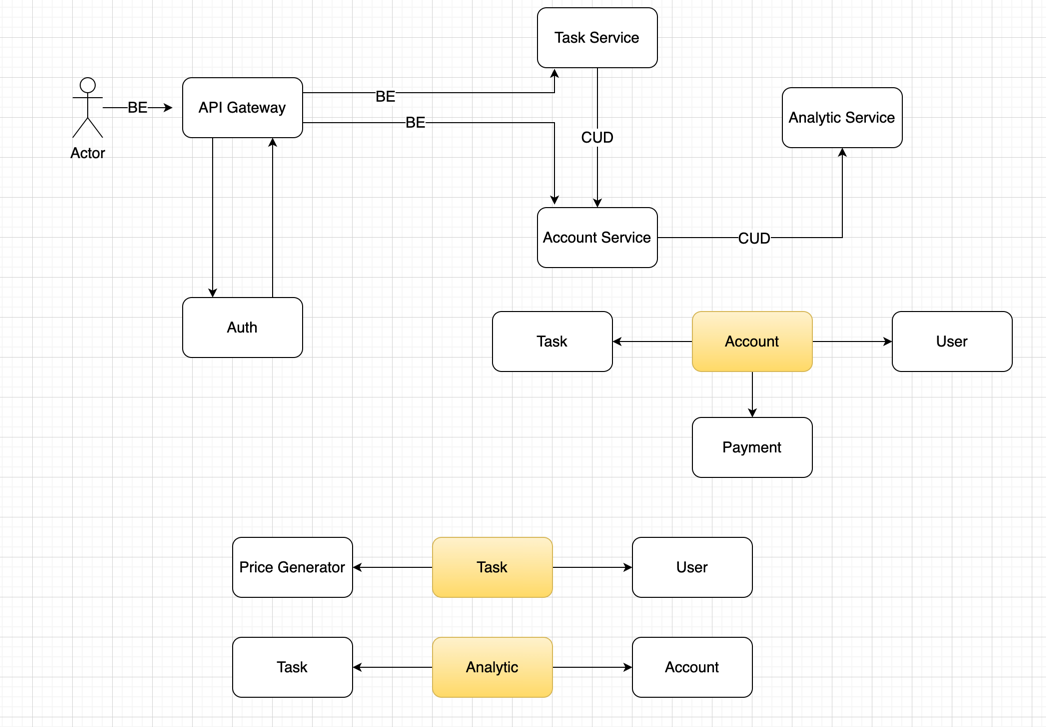 Task Service
BE
API Gateway
BE
BE
Analytic Service
Actor
CUD
Account Service
CUD
Auth
Task
Account
User
Payment
Price Generator
Task
User
Task
Analytic
Account